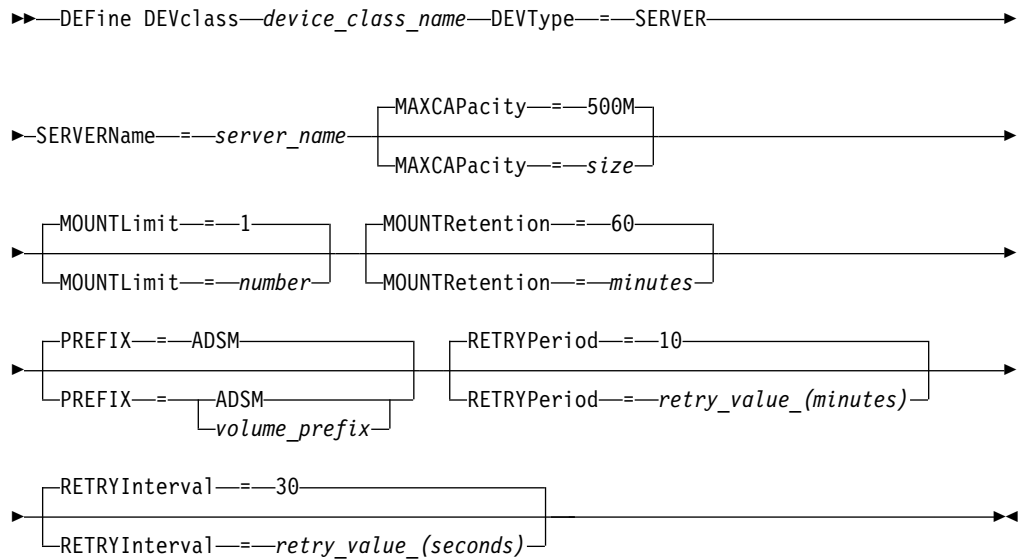 DEFine DEVclass device_class_name DEVType = SERVER
MAXCAPacity = 500M
SERVERName = server_name
MAXCAPacity = size
MOUNTLimit = 1 MOUNTRetention = 60
MOUNTLimit = number MOUNTRetention = minutes
PREFIX = ADSM RETRYPeriod = 10
PREFIX = ADSM RETRYPeriod = retry_value_(minutes)
volume_prefix
RETRYInterval = 30
RETRYInterval = retry_value_(seconds)